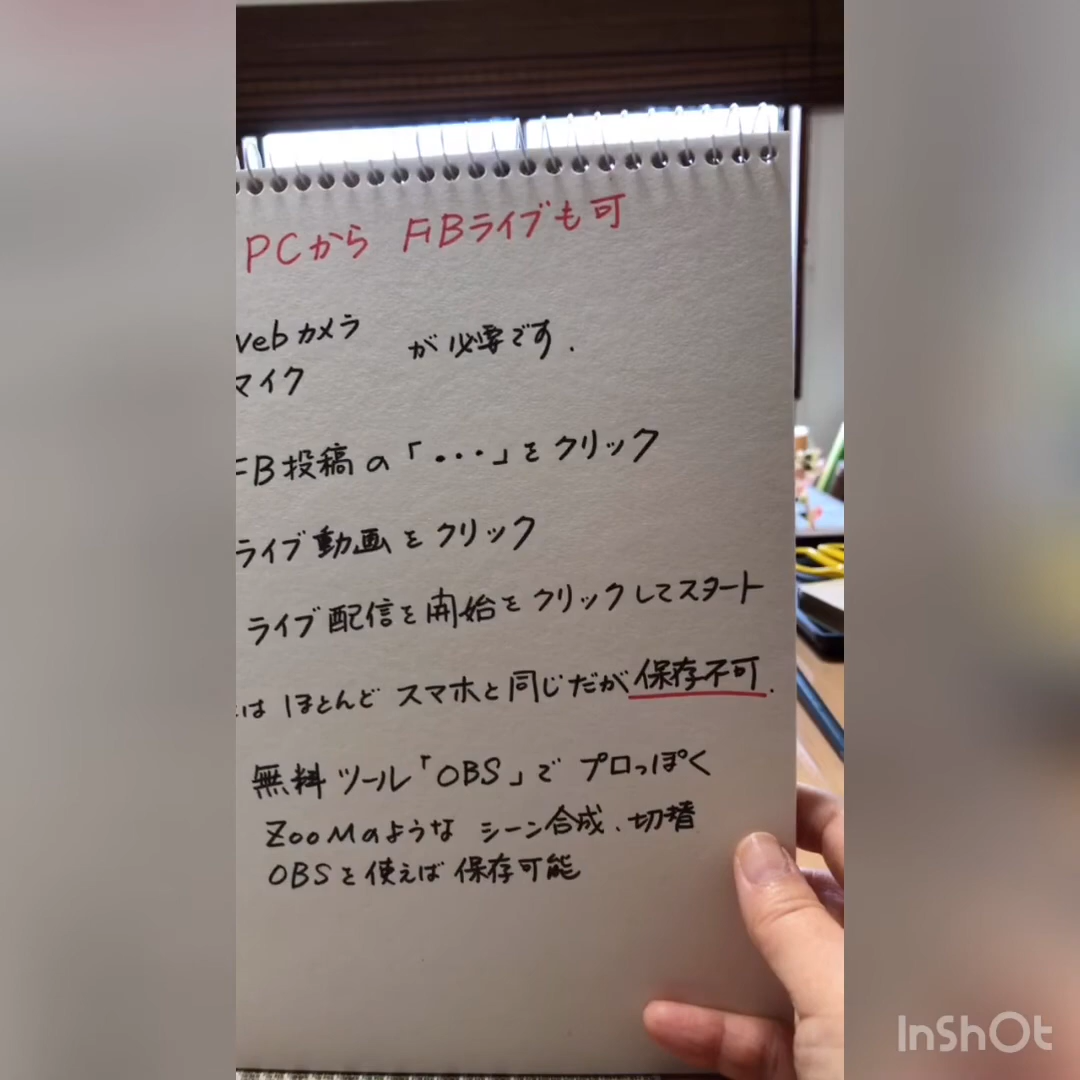 PCから FBライブも可
Webカメラ
マイク
が必要です.
FB投稿の「・・・」をクリック
ライブ動画をクリック
ライブ配信を開始をクリックしてスタート
は ほとんど スマホと同じだが保存不可.
無料ツール「OBS」で プロっぽく
ZooMのような シーン合成、切替
OBSを使えば 保存可能
InShOt